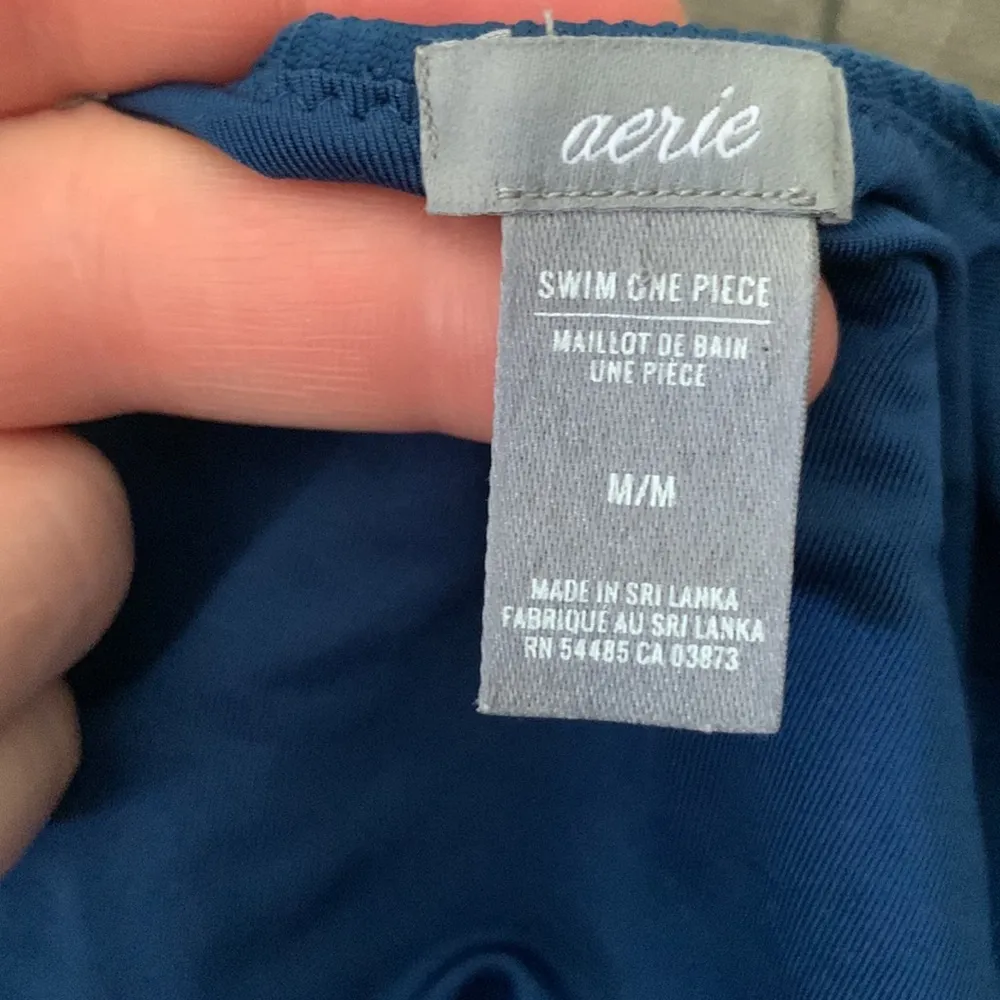 aerie
SWIM ONE PIECE
MAILLOT DE BAIN
UNE PIÈCE
M/M
MADE IN SRI LANKA
FABRIQUÉ AU SRI LANKA
RN 54485 CA 03873